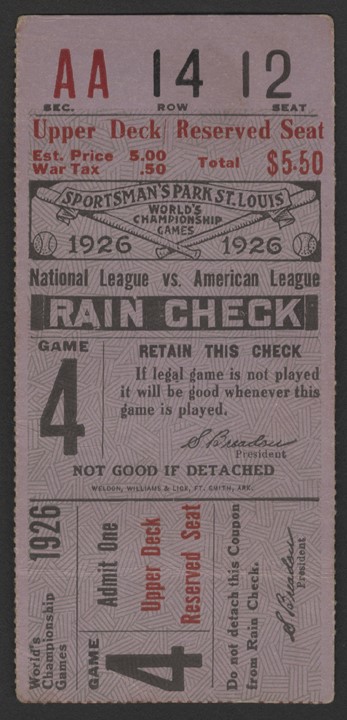 AA 14 12
SEC. ROW SEAT
Upper Deck Reserved Seat
Est. Price 5.00
War Tax .50
Total $5.50
SPORTSMAN'S PARK ST. LOUIS
WORLD'S
CHAMPIONSHIP
GAMES
1926 1926
National League vs. American League
RAIN CHECK
GAME
4
RETAIN THIS CHECK
If legal game is not played
it will be good whenever this
game is played.
S Breadon
President
NOT GOOD IF DETACHED
WELDON, WILLIAMS & LICK, FT. SMITH, ARK.
1926
World's
Championship
Games
Admit One
Upper Deck
Reserved Seat
GAME
4
Do not detach this Coupon
from Rain Check.
S Breadon
President